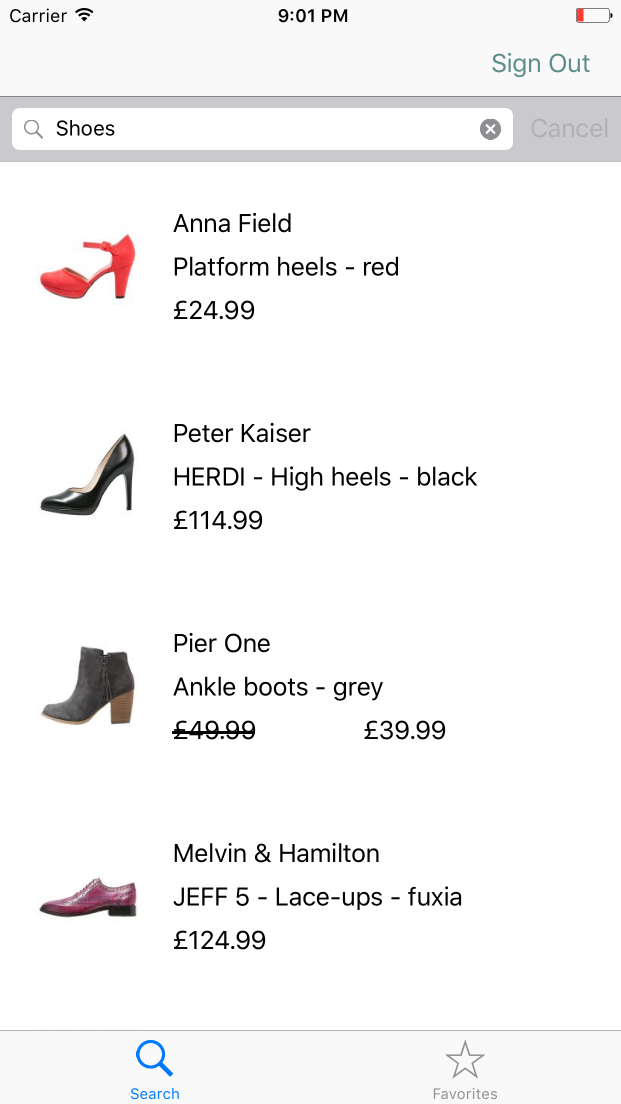 Carrier 9:01 PM
Sign Out
Shoes Cancel
Anna Field
Platform heels - red
£24.99
Peter Kaiser
HERDI - High heels - black
£114.99
Pier One
Ankle boots - grey
£49.99 £39.99
Melvin & Hamilton
JEFF 5 - Lace-ups - fuxia
£124.99
Search Favorites